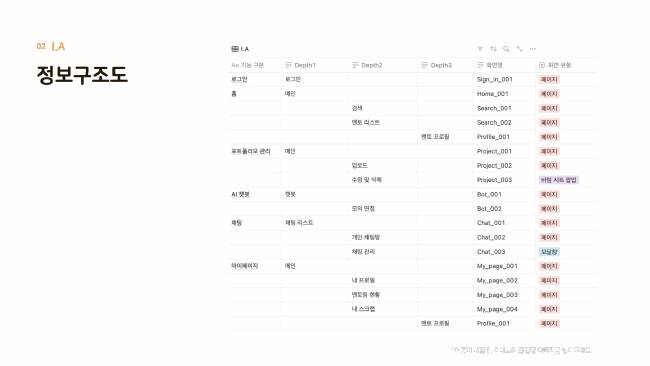 02 I.A
정보구조도
I.A
Aa 기능 구분 Depth1 Depth2 Depth3 화면명 화면 유형
로그인 로그인 Sign_in_001 페이지
홈 메인 Home_001 페이지
검색 Search_001 페이지
멘토 리스트 Search_002 페이지
멘토 프로필 Profile_001 페이지
포트폴리오 관리 메인 Project_001 페이지
업로드 Project_002 페이지
수정 및 삭제 Project_003 바텀 시트 팝업
AI 챗봇 챗봇 Bot_001 페이지
모의 면접 Bot_002 페이지
채팅 채팅 리스트 Chat_001 페이지
개인 채팅방 Chat_002 페이지
채팅 관리 Chat_003 모달창
마이페이지 메인 My_page_001 페이지
내 프로필 My_page_002 페이지
멘토링 현황 My_page_003 페이지
내 스크랩 My_page_004 페이지
멘토 프로필 Profile_001 페이지